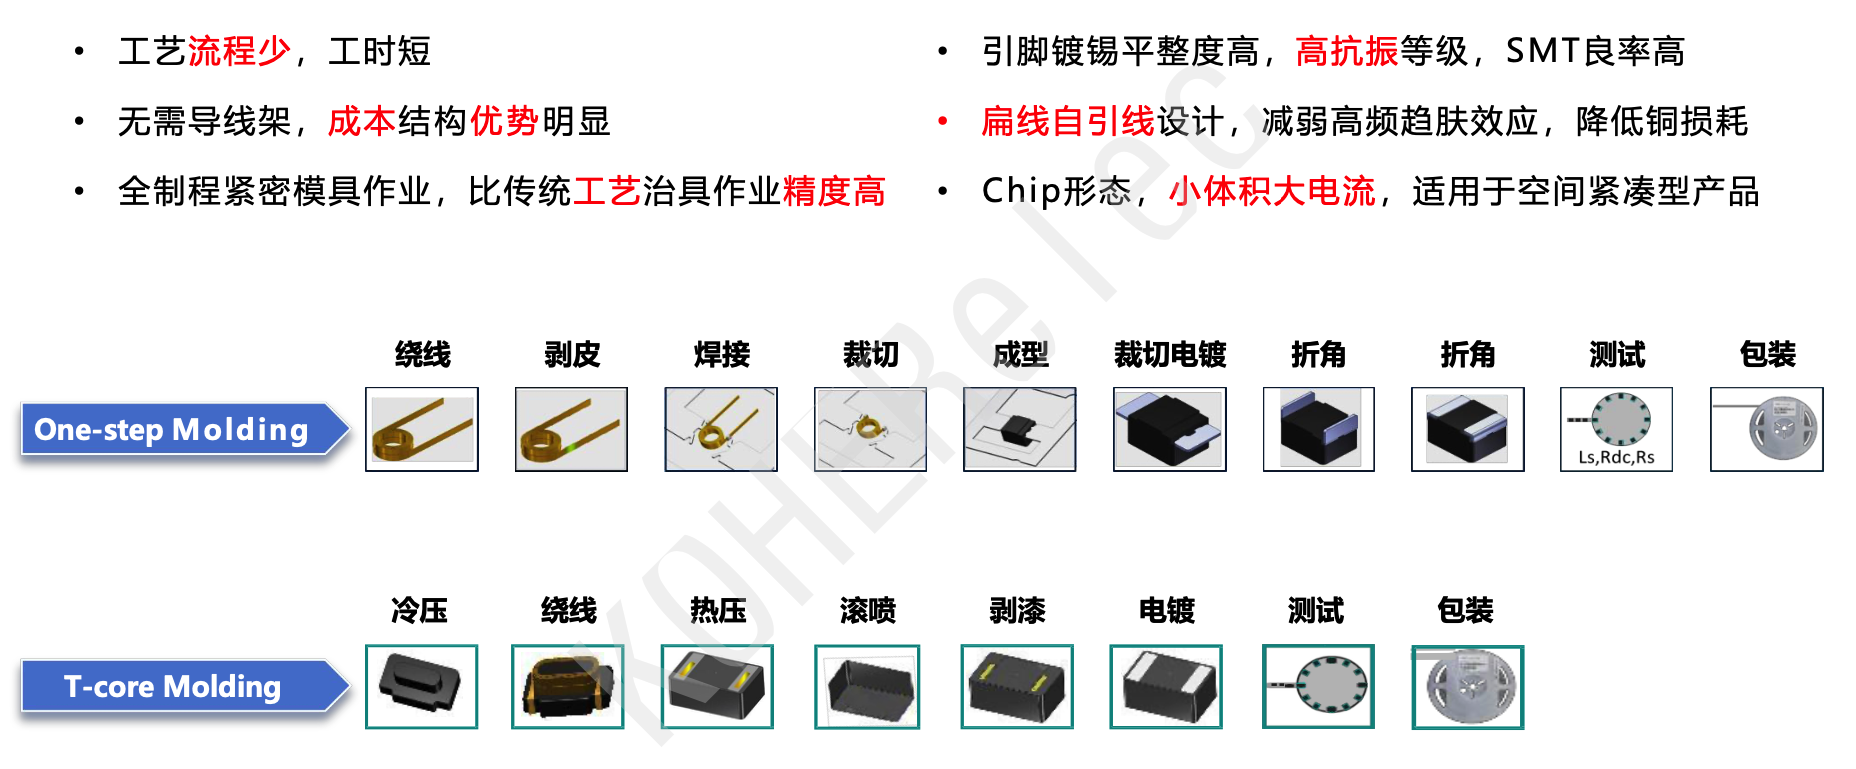 • 工艺流程少，工时短
• 无需导线架，成本结构优势明显
• 全制程紧密模具作业，比传统工艺治具作业精度高
• 引脚镀锡平整度高，高抗振等级，SMT良率高
• 扁线自引线设计，减弱高频趋肤效应，降低铜损耗
• Chip形态，小体积大电流，适用于空间紧凑型产品
One-step Molding
绕线 剥皮 焊接 裁切 成型 裁切电镀 折角 折角 测试 包装
Ls,Rdc,Rs
T-core Molding
冷压 绕线 热压 滚喷 剥漆 电镀 测试 包装
KOHERelec